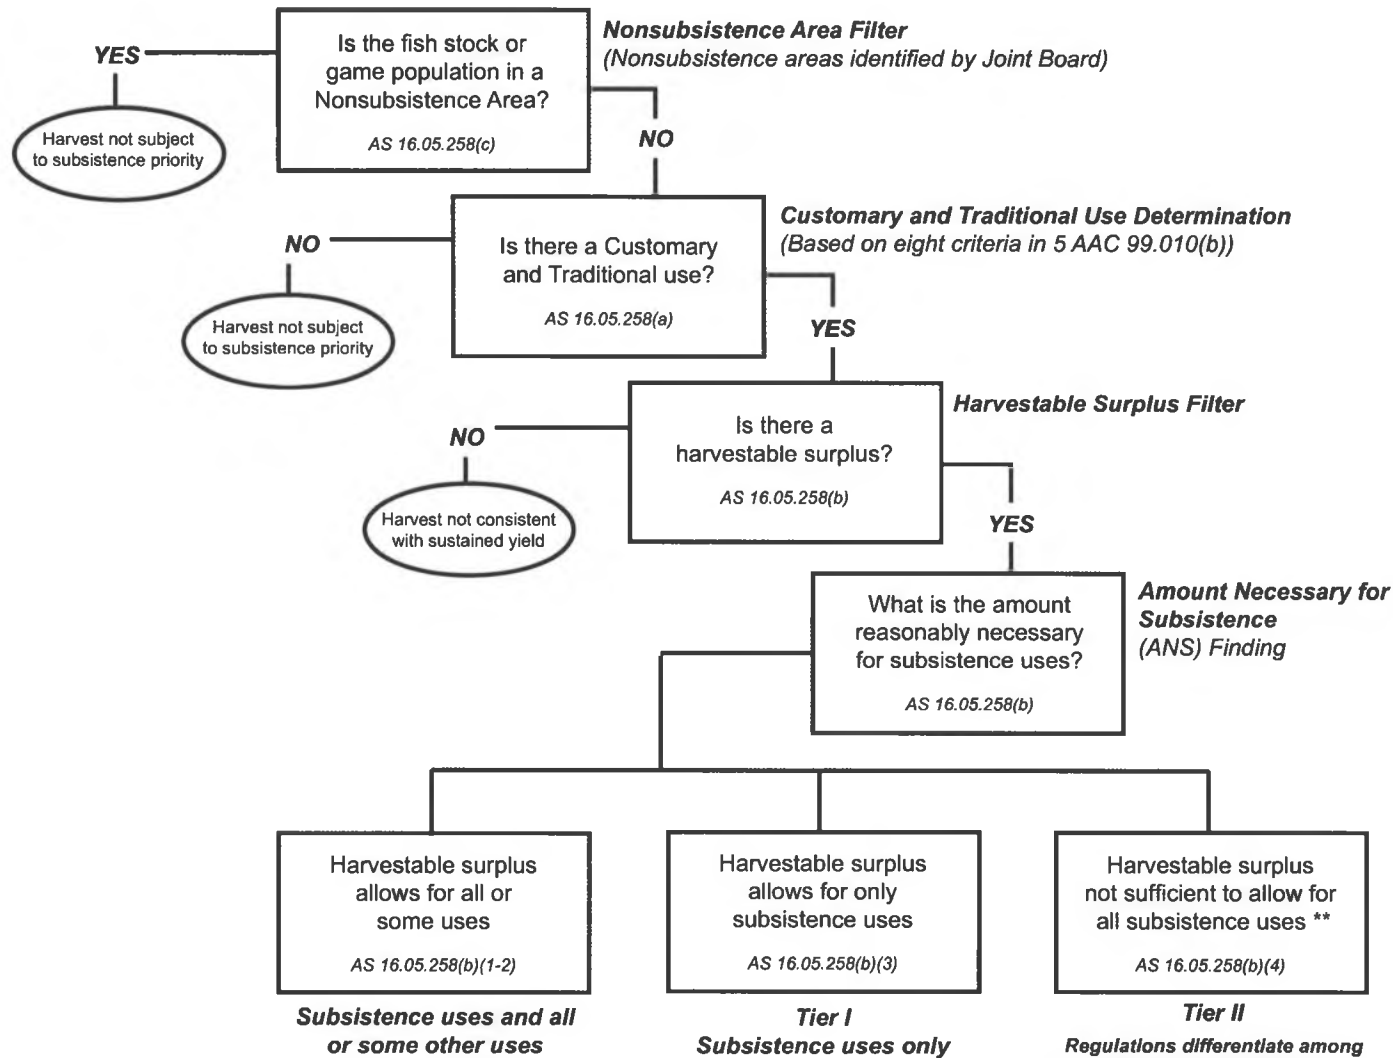 Is the fish stock or
game population in a
Nonsubsistence Area?
AS 16.05.258(c)
Nonsubsistence Area Filter
(Nonsubsistence areas identified by Joint Board)
YES
Harvest not subject
to subsistence priority
NO
Is there a Customary
and Traditional use?
AS 16.05.258(a)
Customary and Traditional Use Determination
(Based on eight criteria in 5 AAC 99.010(b))
NO
Harvest not subject
to subsistence priority
YES
Is there a
harvestable surplus?
AS 16.05.258(b)
Harvestable Surplus Filter
NO
Harvest not consistent
with sustained yield
YES
What is the amount
reasonably necessary
for subsistence uses?
AS 16.05.258(b)
Amount Necessary for
Subsistence
(ANS) Finding
Harvestable surplus
allows for all or
some uses
AS 16.05.258(b)(1-2)
Subsistence uses and all
or some other uses
Harvestable surplus
allows for only
subsistence uses
AS 16.05.258(b)(3)
Tier I
Subsistence uses only
Harvestable surplus
not sufficient to allow for
all subsistence uses **
AS 16.05.258(b)(4)
Tier II
Regulations differentiate among